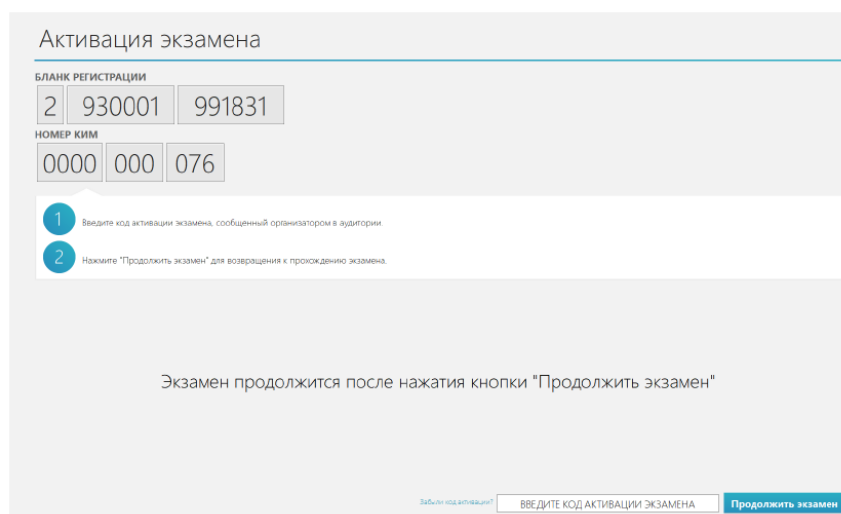 Активация экзамена
БЛАНК РЕГИСТРАЦИИ
2 930001 991831
НОМЕР КИМ
0000 000 076
1 Введите код активации экзамена, сообщенный организатором в аудитории
2 Нажмите "Продолжить экзамен" для возвращения к прохождению экзамена.
Экзамен продолжится после нажатия кнопки "Продолжить экзамен"
Забыли код активации? ВВЕДИТЕ КОД АКТИВАЦИИ ЭКЗАМЕНА Продолжить экзамен